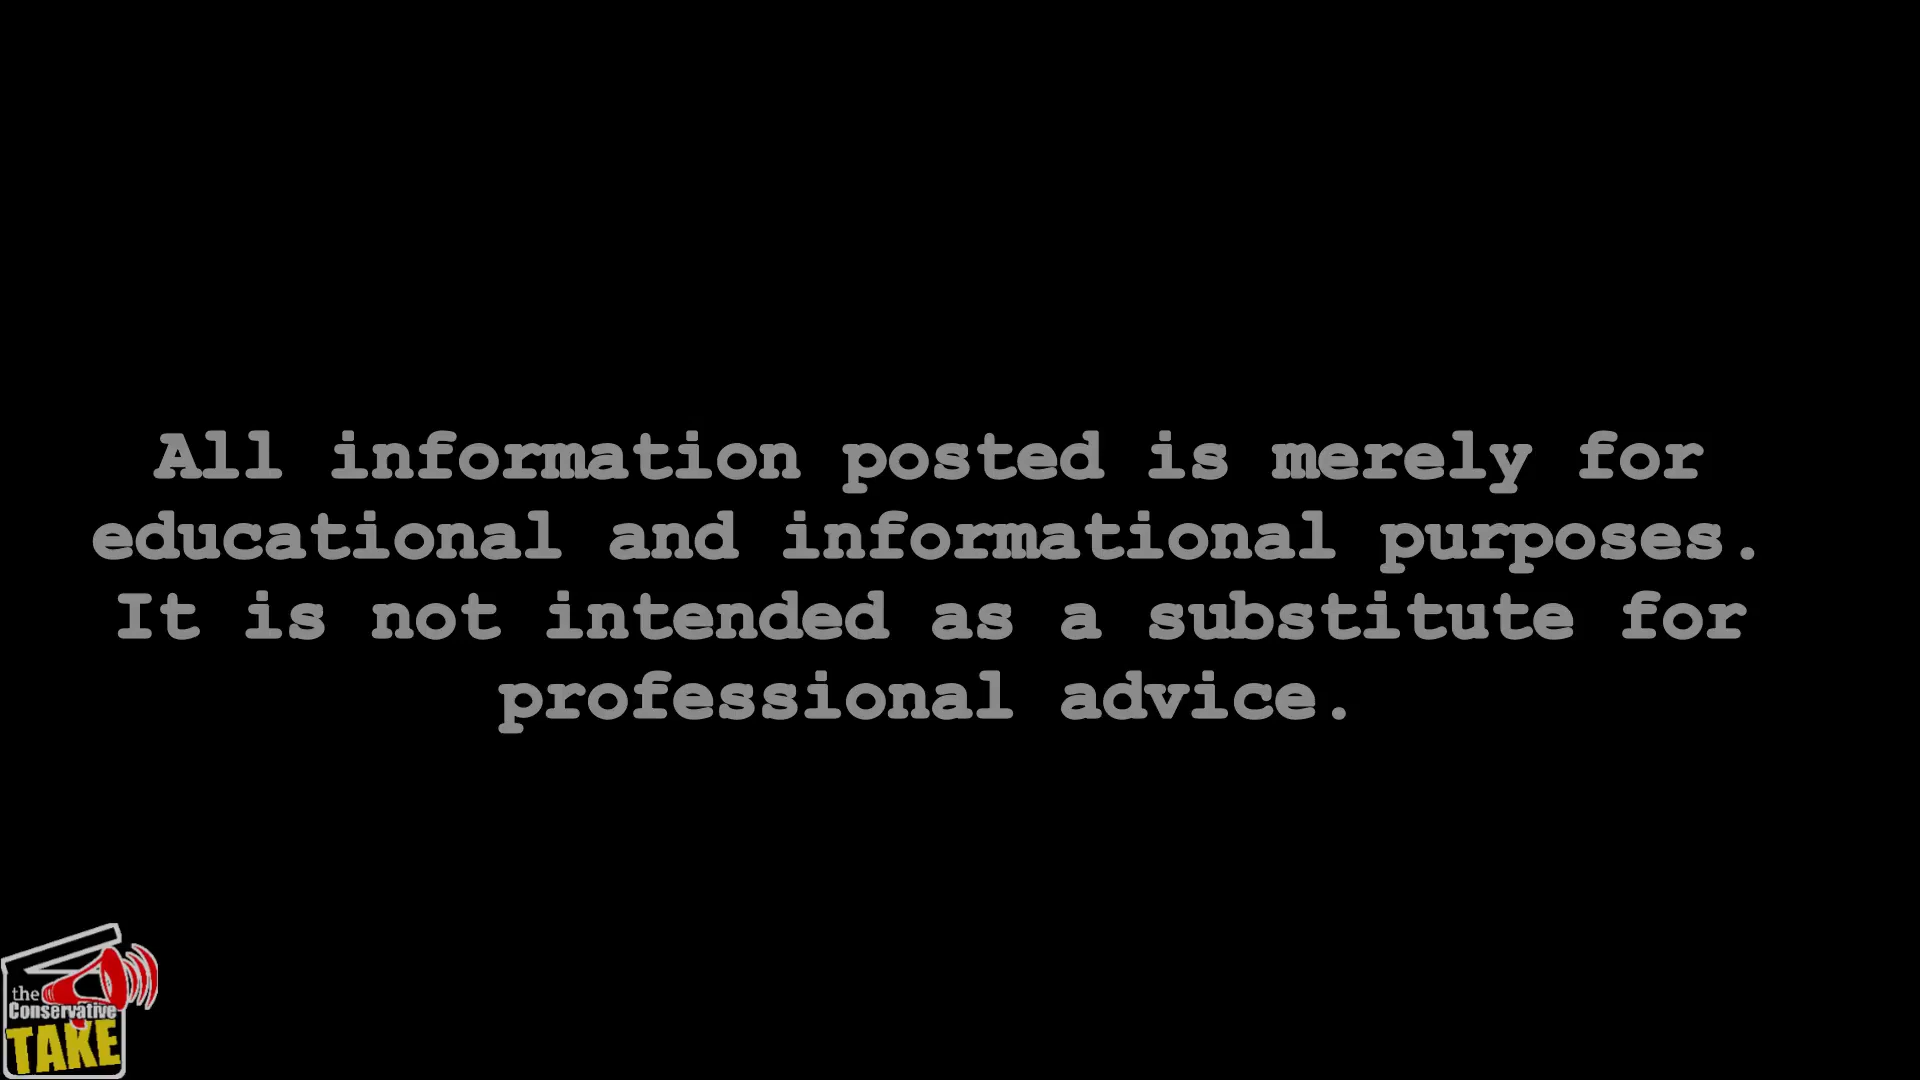 All information posted is merely for
educational and informational purposes.
It is not intended as a substitute for
professional advice.
the
Conservative
TAKE